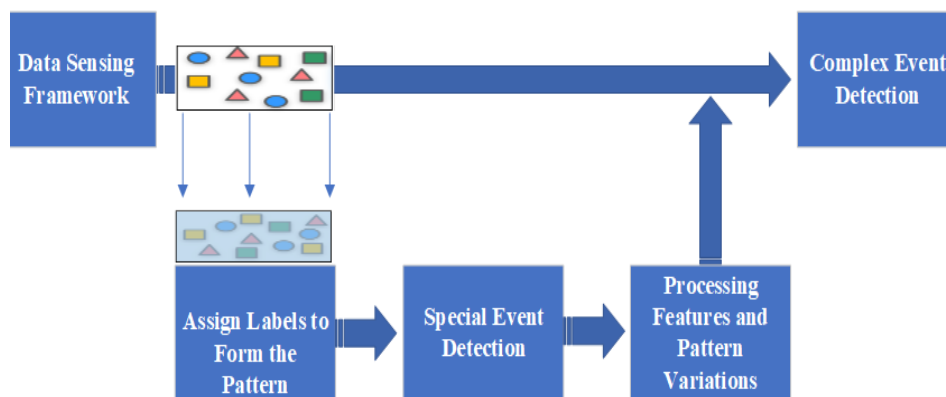 Data Sensing
Framework
Complex Event
Detection
Assign Labels to
Form the
Pattern
Special Event
Detection
Processing
Features and
Pattern
Variations